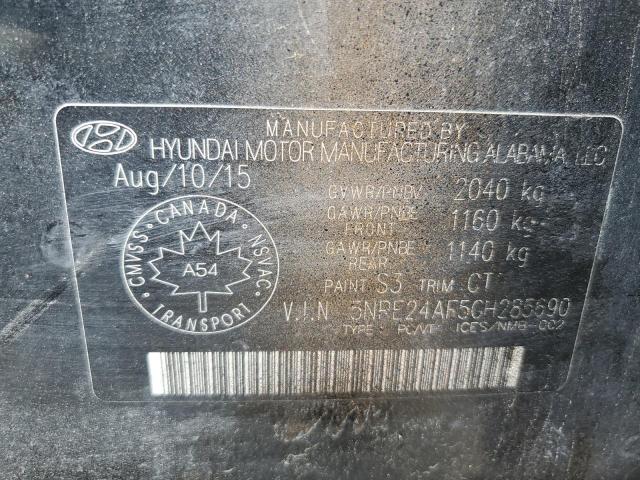 MANUFACTURED BY
HYUNDAI MOTOR MANUFACTURING ALABAMA, LLC
Aug/10/15
GVWR/PNBV 2040 kg
GAWR/PNBE FRONT 1160 kg
GAWR/PNBE REAR 1140 kg
PAINT S3 TRIM CT
V.I.N 5NPE24AF5GH285690
TYPE : PC/VT ICES/NMB-002
CANADA
CMVSS
NSVAC
A54
TRANSPORT